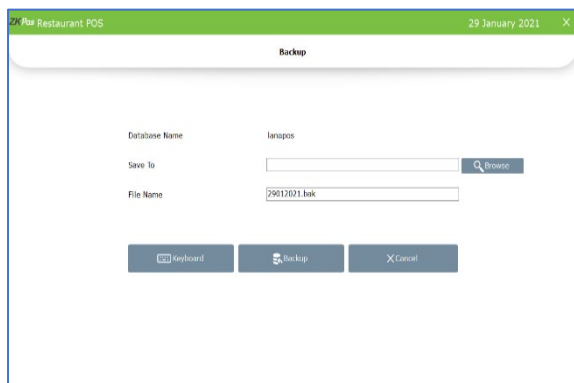 ZKPos Restaurant POS 29 January 2021 X
Backup
Database Name lanapos
Save To Browse
File Name 29012021.bak
Keyboard Backup Cancel